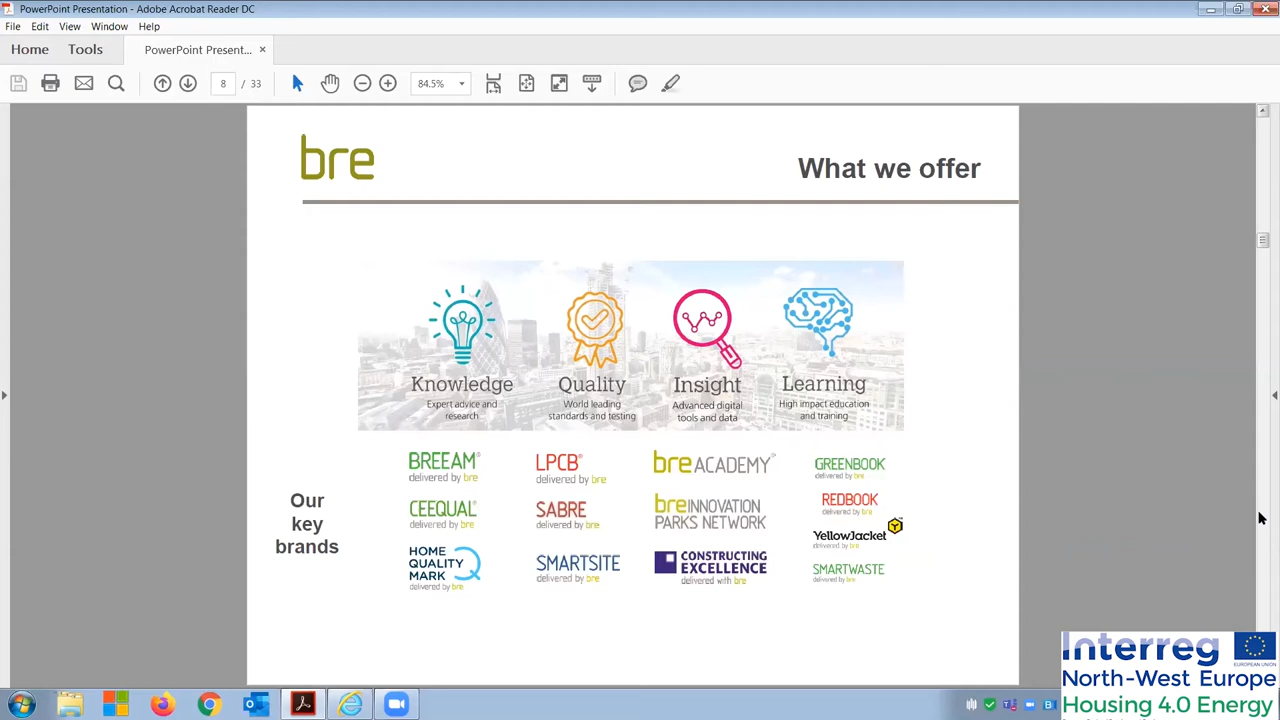 PowerPoint Presentation - Adobe Acrobat Reader DC
File Edit View Window Help
Home Tools PowerPoint Present... ×
8 / 33 84.5%
bre
What we offer
Knowledge
Expert advice and
research
Quality
World leading
standards and testing
Insight
Advanced digital
tools and data
Learning
High impact education
and training
Our
key
brands
BREEAM®
delivered by bre
LPCB®
delivered by bre
bre ACADEMY®
GREENBOOK
delivered by bre
CEEQUAL®
delivered by bre
SABRE
delivered by bre
bre INNOVATION
PARKS NETWORK
REDBOOK
delivered by bre
YellowJacket™
delivered by bre
HOME
QUALITY
MARK
delivered by bre
SMARTSITE
delivered by bre
CONSTRUCTING
EXCELLENCE
delivered with bre
SMARTWASTE
delivered by bre
Interreg
EUROPEAN UNION
North-West Europe
Housing 4.0 Energy